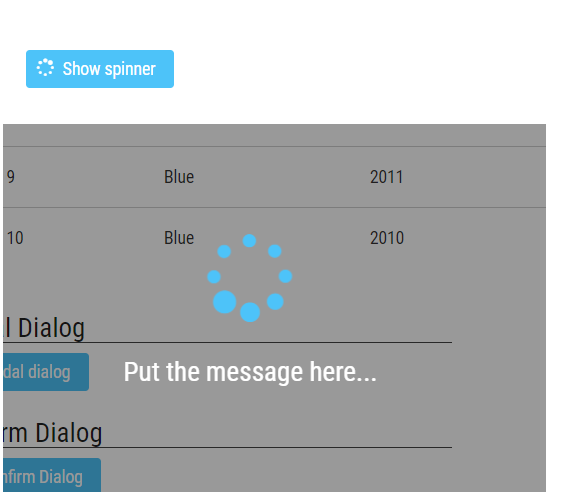 Show spinner
9 Blue 2011
10 Blue 2010
l Dialog
dal dialog
Put the message here...
rm Dialog
nfirm Dialog